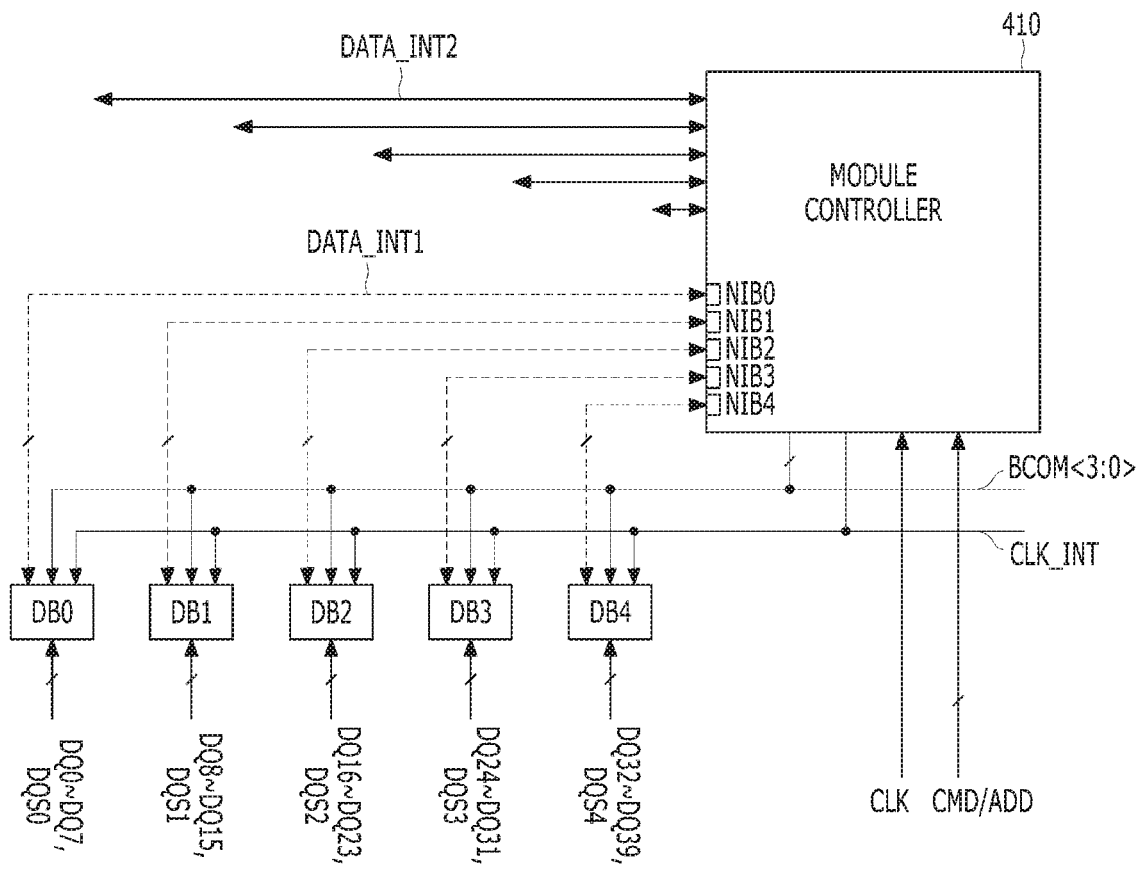 410
DATA_INT2
MODULE
CONTROLLER
DATA_INT1
NIB0
NIB1
NIB2
NIB3
NIB4
BCOM<3:0>
CLK_INT
DB0
DB1
DB2
DB3
DB4
DQ0~DQ7,
DQS0
DQ8~DQ15,
DQS1
DQ16~DQ23,
DQS2
DQ24~DQ31,
DQS3
DQ32~DQ39,
DQS4
CLK
CMD/ADD